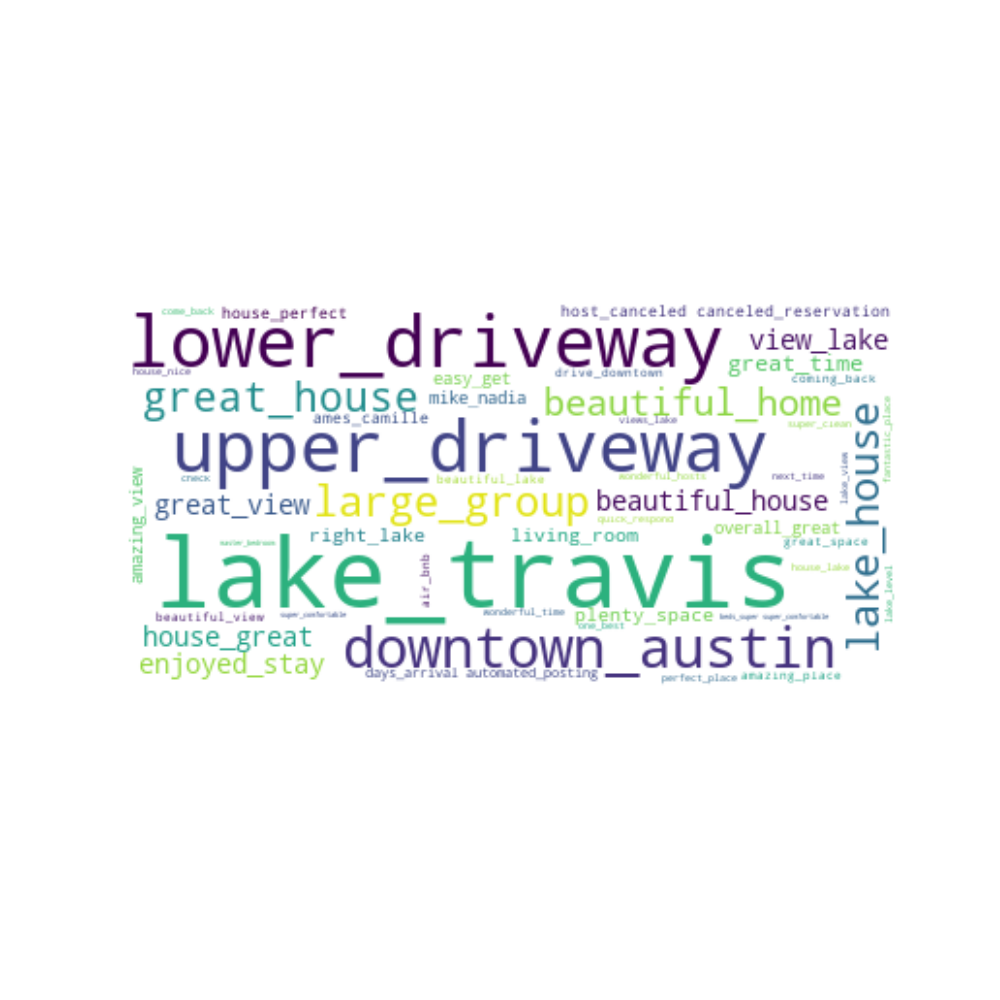 come_back house_perfect host_canceled canceled_reservation
lower_driveway view_lake
great_time
house_nice easy_get drive_downtown coming_back
great_house mike_nadia beautiful_home
ames_camille views_lake super_clean fantastic_place
upper_driveway lake_house
check beautiful_lake wonderful_hosts next_time lake_view
amazing_view great_view large_group beautiful_house
quick_respond overall_great
right_lake living_room great_space
master_bedroom
lake_travis
air_bnb house_lake lake_level
beautiful_view super_comfortable wonderful_time plenty_space beds_super super_comfortable
one_best
house_great downtown_austin
enjoyed_stay
days_arrival automated_posting perfect_place amazing_place